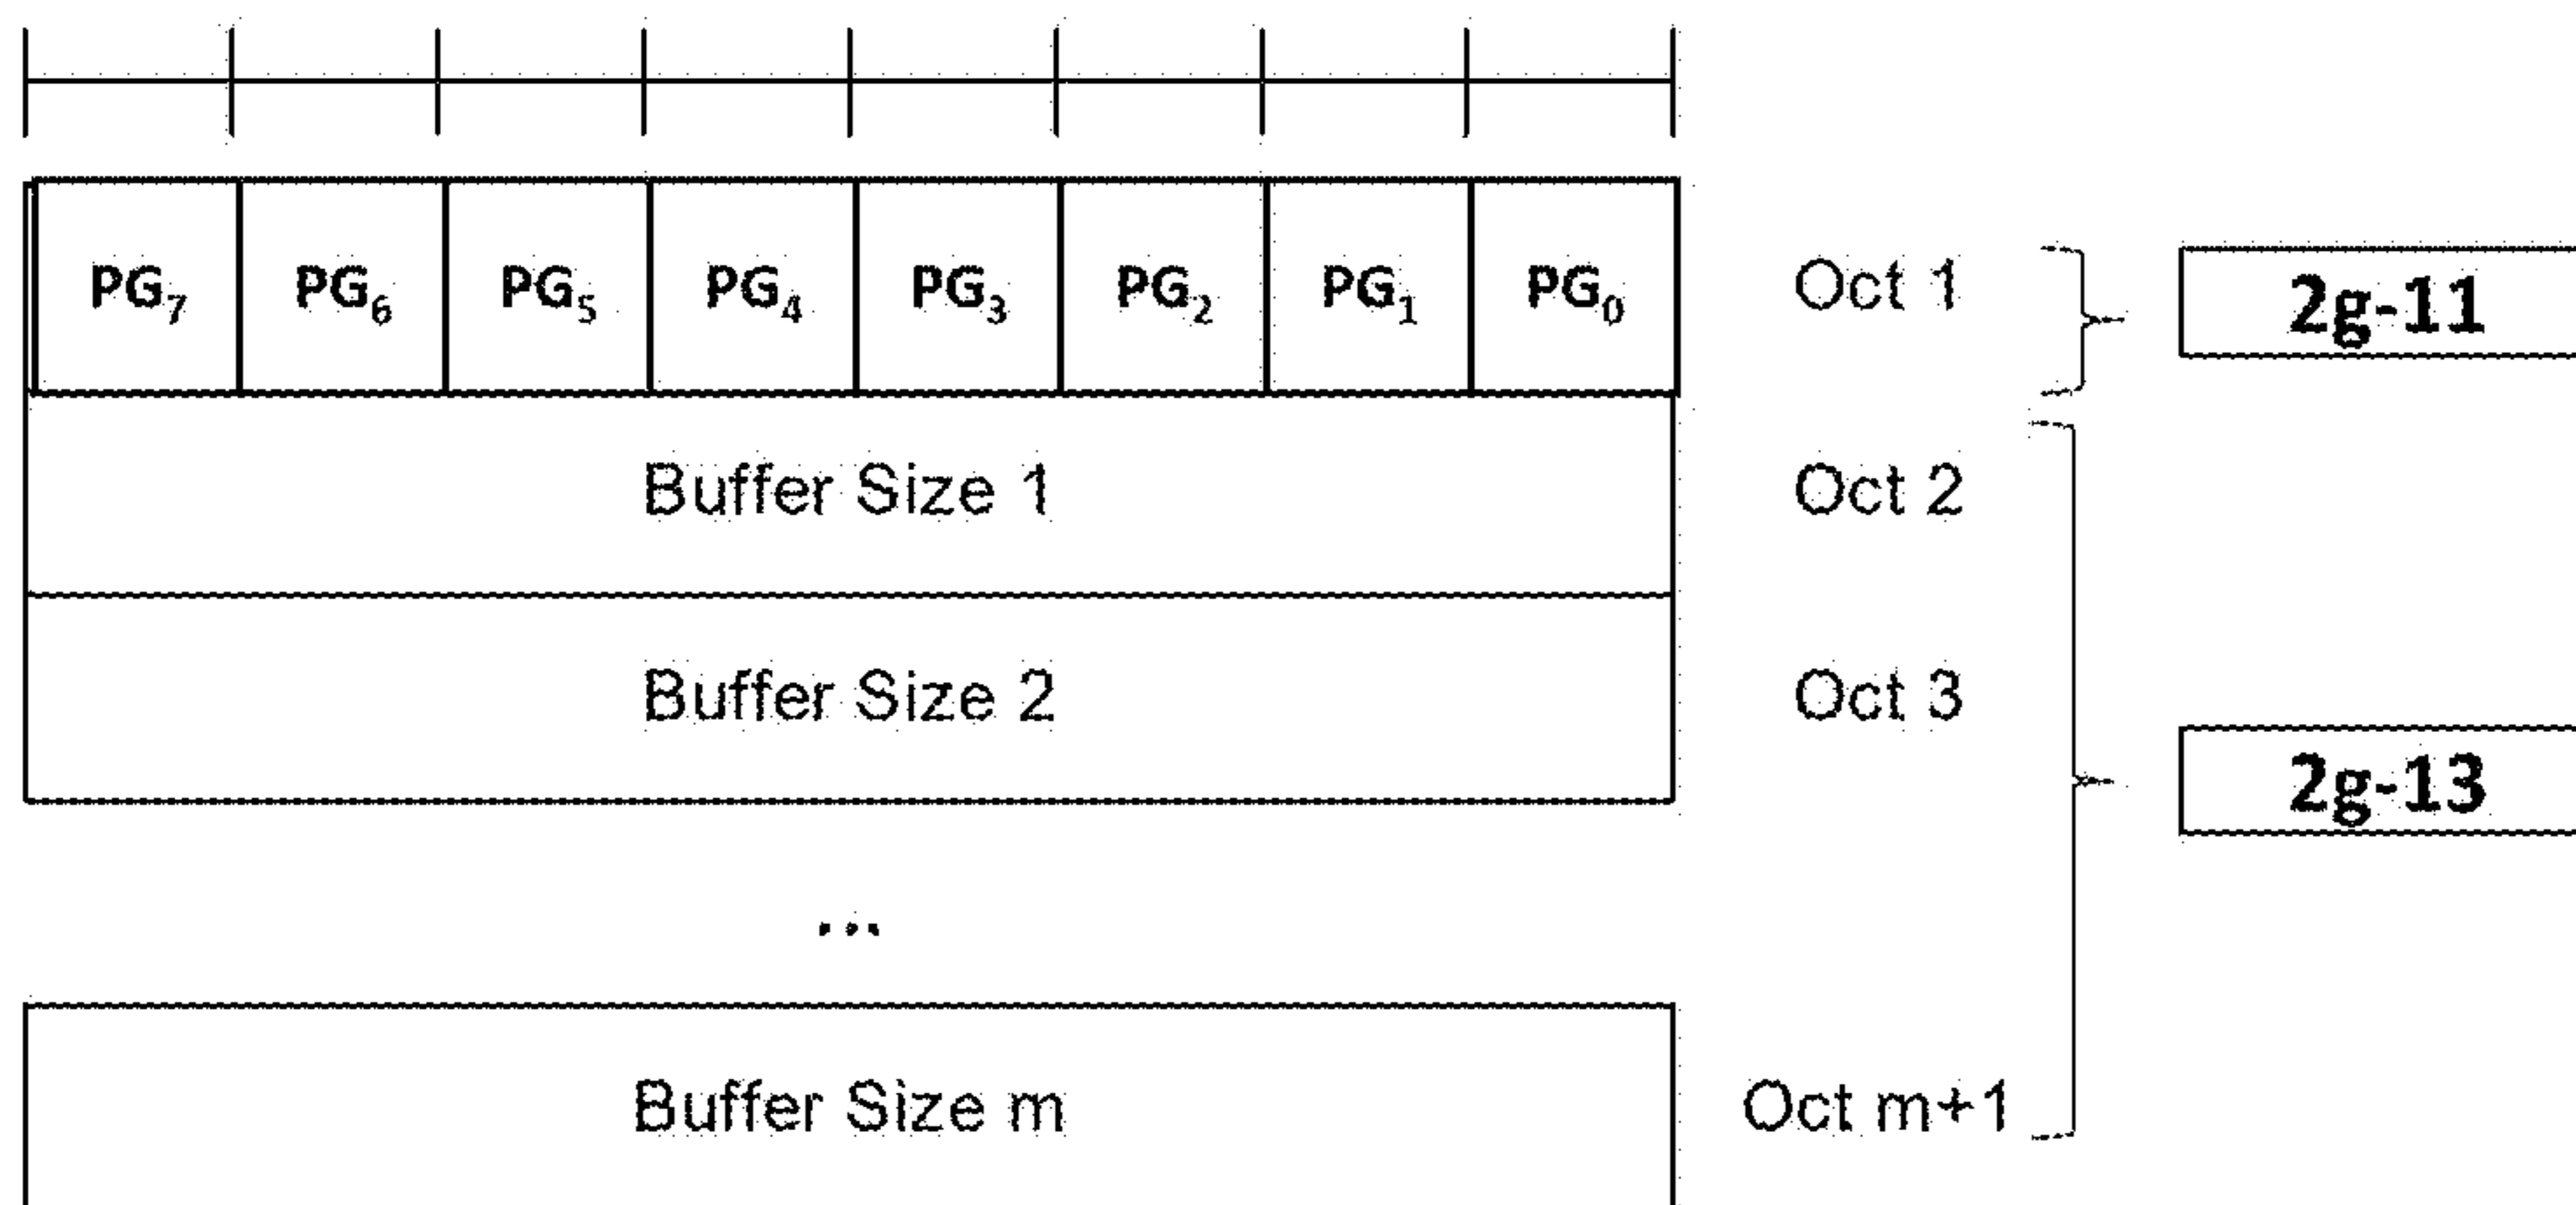 PG₇ PG₆ PG₅ PG₄ PG₃ PG₂ PG₁ PG₀ Oct 1 2g-11
Buffer Size 1 Oct 2
Buffer Size 2 Oct 3
2g-13
...
Buffer Size m Oct m+1